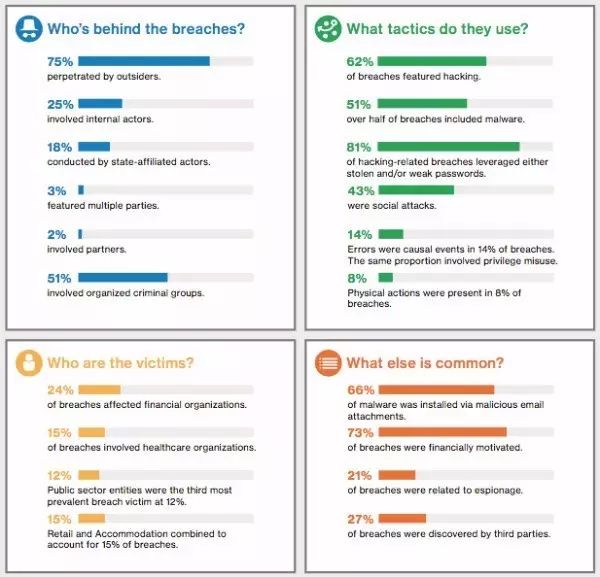 Who's behind the breaches?
75%
perpetrated by outsiders.
25%
involved internal actors.
18%
conducted by state-affiliated actors.
3%
featured multiple parties.
2%
involved partners.
51%
involved organized criminal groups.
What tactics do they use?
62%
of breaches featured hacking.
51%
over half of breaches included malware.
81%
of hacking-related breaches leveraged either
stolen and/or weak passwords.
43%
were social attacks.
14%
Errors were causal events in 14% of breaches.
The same proportion involved privilege misuse.
8%
Physical actions were present in 8% of
breaches.
Who are the victims?
24%
of breaches affected financial organizations.
15%
of breaches involved healthcare organizations.
12%
Public sector entities were the third most
prevalent breach victim at 12%.
15%
Retail and Accommodation combined to
account for 15% of breaches.
What else is common?
66%
of malware was installed via malicious email
attachments.
73%
of breaches were financially motivated.
21%
of breaches were related to espionage.
27%
of breaches were discovered by third parties.